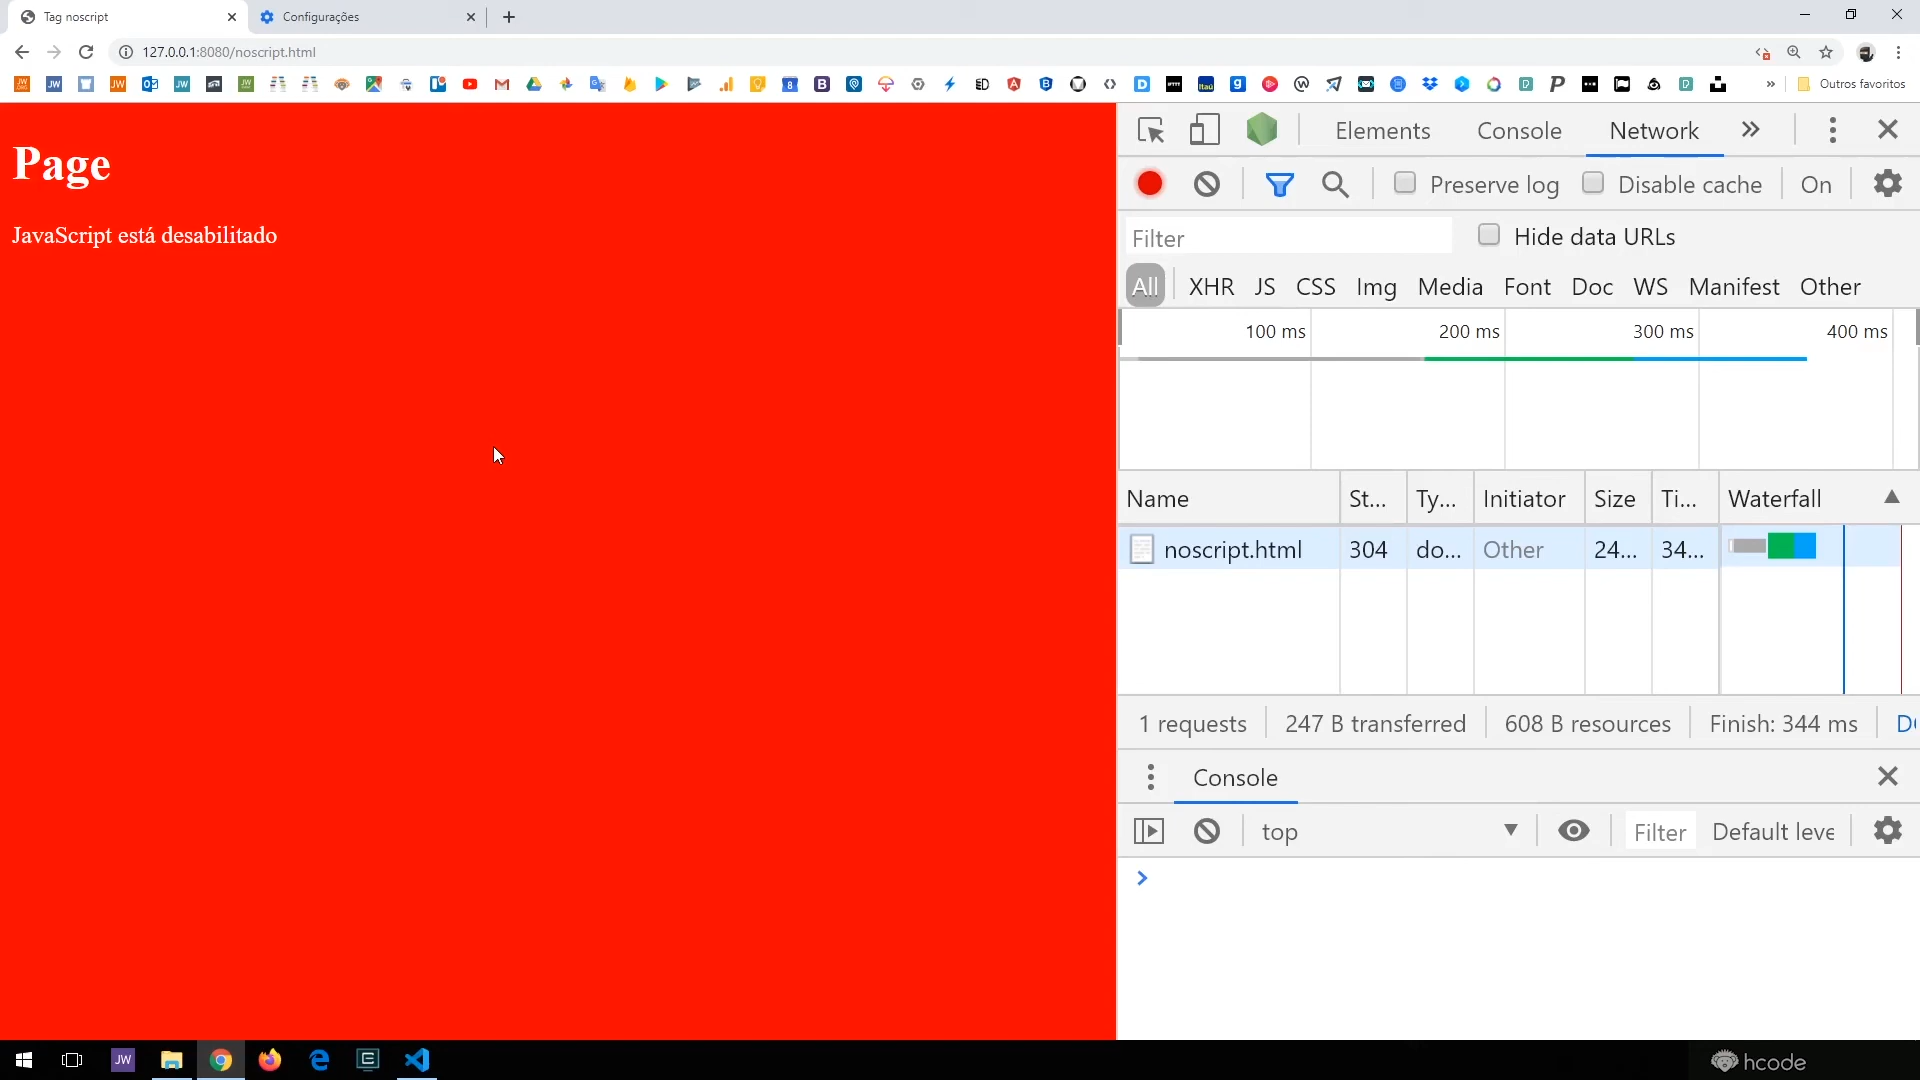 Tag noscript
Configurações
127.0.0.1:8080/noscript.html
Outros favoritos
Page
JavaScript está desabilitado
Elements Console Network
Preserve log Disable cache On
Filter Hide data URLs
All XHR JS CSS Img Media Font Doc WS Manifest Other
100 ms 200 ms 300 ms 400 ms
Name St... Ty... Initiator Size Ti... Waterfall
noscript.html 304 do... Other 24... 34...
1 requests 247 B transferred 608 B resources Finish: 344 ms
Console
top Filter Default leve
JW
hcode